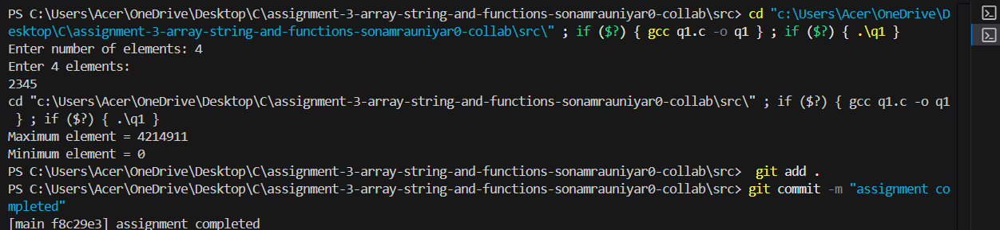 PS C:\Users\Acer\OneDrive\Desktop\C\assignment-3-array-string-and-functions-sonamrauniyar0-collab\src> cd "c:\Users\Acer\OneDrive\D
esktop\C\assignment-3-array-string-and-functions-sonamrauniyar0-collab\src\" ; if ($?) { gcc q1.c -o q1 } ; if ($?) { .\q1 }
Enter number of elements: 4
Enter 4 elements:
2345
cd "c:\Users\Acer\OneDrive\Desktop\C\assignment-3-array-string-and-functions-sonamrauniyar0-collab\src\" ; if ($?) { gcc q1.c -o q1
 } ; if ($?) { .\q1 }
Maximum element = 4214911
Minimum element = 0
PS C:\Users\Acer\OneDrive\Desktop\C\assignment-3-array-string-and-functions-sonamrauniyar0-collab\src>  git add .
PS C:\Users\Acer\OneDrive\Desktop\C\assignment-3-array-string-and-functions-sonamrauniyar0-collab\src> git commit -m "assignment co
mpleted"
[main f8c29e3] assignment completed